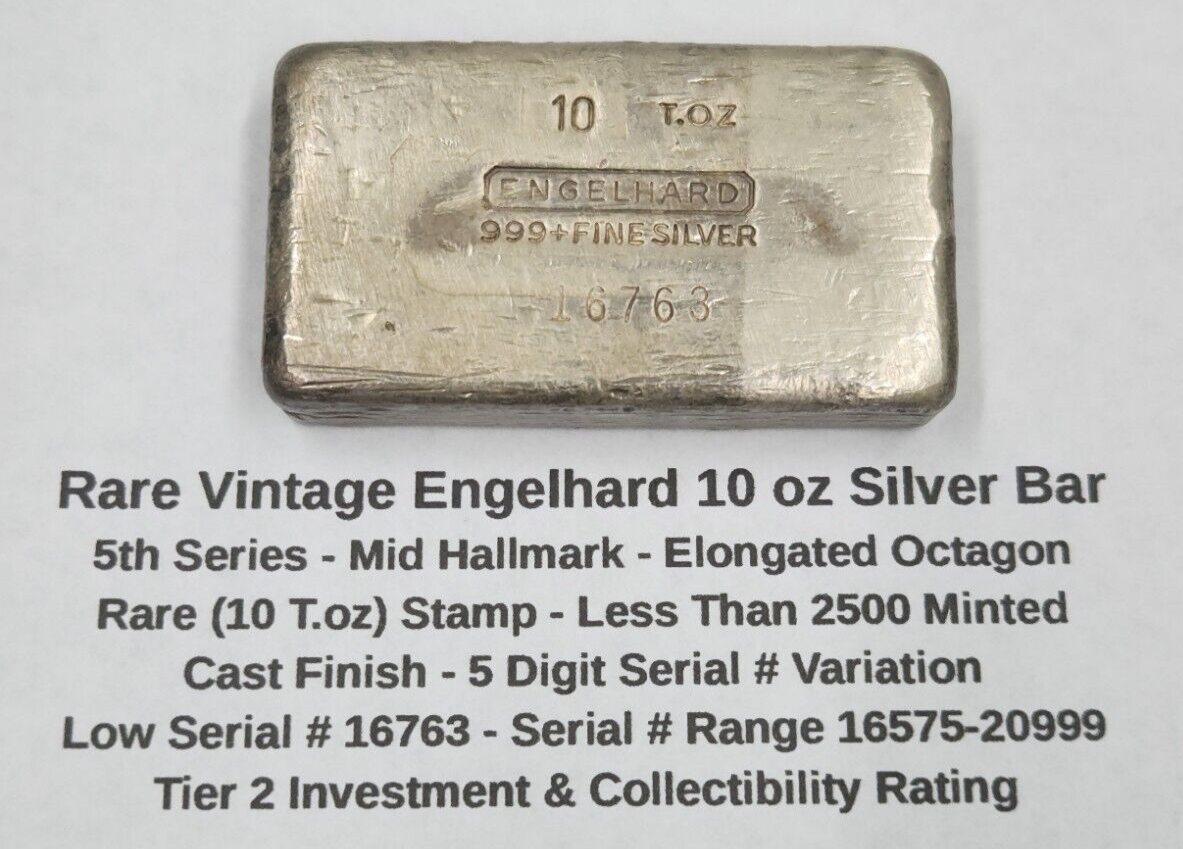 10 T.OZ
ENGELHARD
999+FINE SILVER
16763
Rare Vintage Engelhard 10 oz Silver Bar
5th Series - Mid Hallmark - Elongated Octagon
Rare (10 T.oz) Stamp - Less Than 2500 Minted
Cast Finish - 5 Digit Serial # Variation
Low Serial # 16763 - Serial # Range 16575-20999
Tier 2 Investment & Collectibility Rating